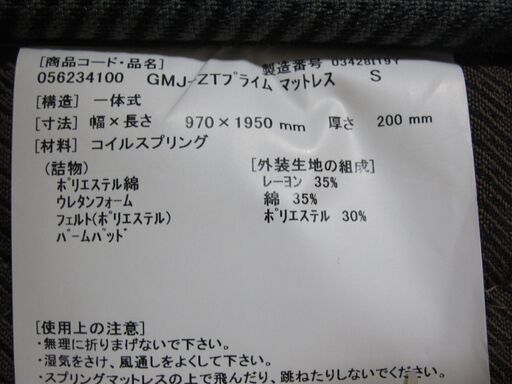 [商品コード・品名] 製造番号 03428I19Y
056234100 GMJ-ZTプライム マットレス S
[構造] 一体式
[寸法] 幅×長さ 970×1950 mm 厚さ 200 mm
[材料] コイルスプリング
(詰物) [外装生地の組成]
ポリエステル綿 レーヨン 35%
ウレタンフォーム 綿 35%
フェルト(ポリエステル) ポリエステル 30%
パームパッド
[使用上の注意]
・無理に折りまげないで下さい。
・湿気をさけ、風通しをよくして下さい。
・スプリングマットレスの上で飛んだり、跳ねたりしないでください。